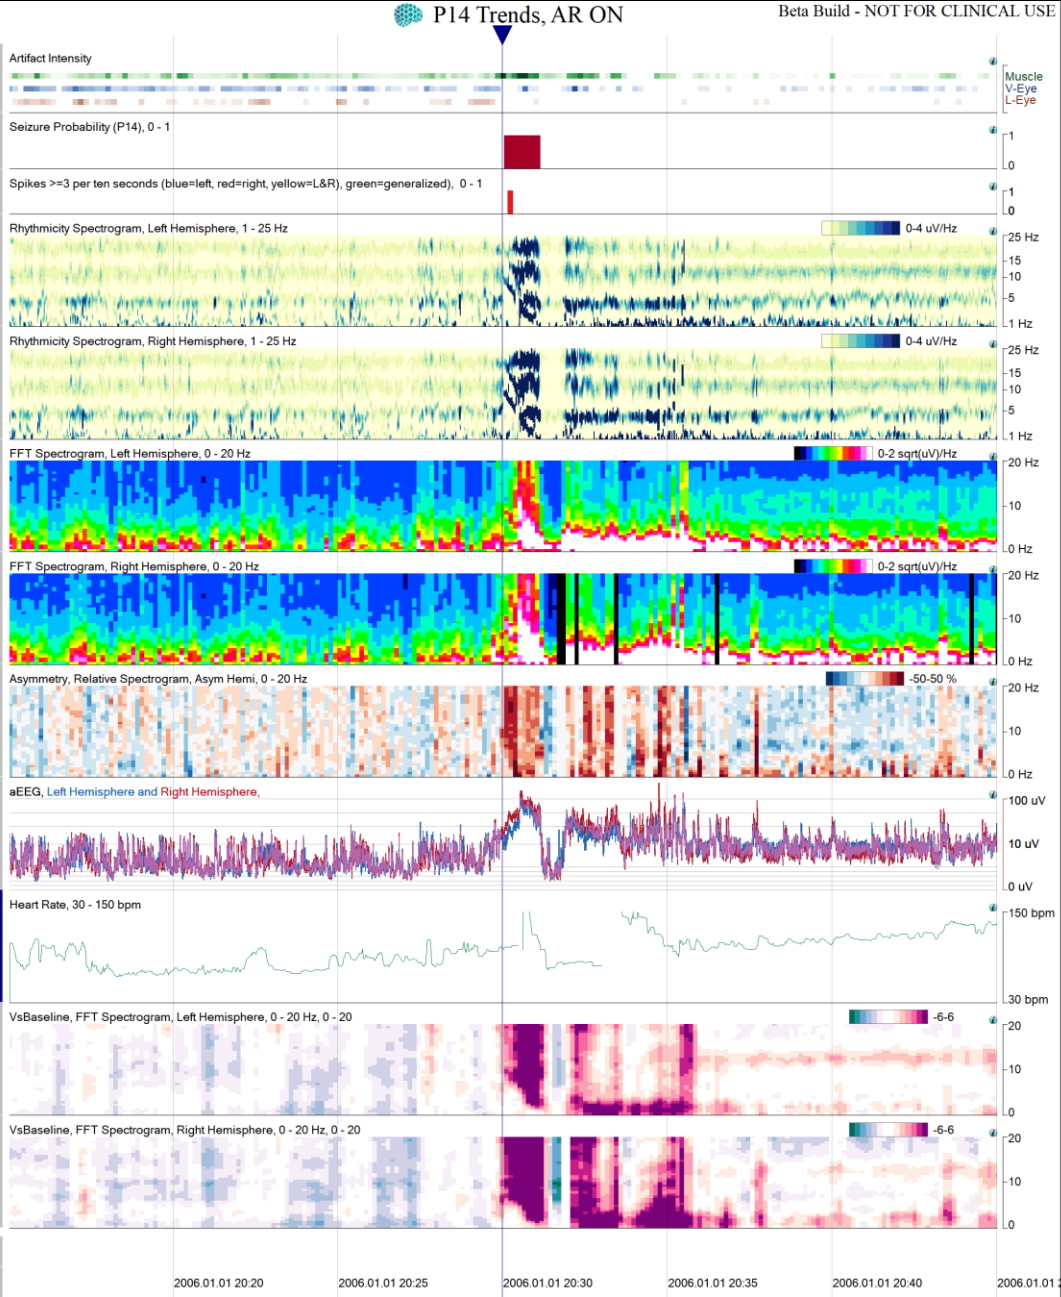 P14 Trends, AR ON
Beta Build - NOT FOR CLINICAL USE
Artifact Intensity
Muscle
V-Eye
L-Eye
Seizure Probability (P14), 0 - 1
1
0
Spikes >=3 per ten seconds (blue=left, red=right, yellow=L&R), green=generalized), 0 - 1
1
0
Rhythmicity Spectrogram, Left Hemisphere, 1 - 25 Hz
0-4 uV/Hz
25 Hz
15
10
5
1 Hz
Rhythmicity Spectrogram, Right Hemisphere, 1 - 25 Hz
0-4 uV/Hz
25 Hz
15
10
5
1 Hz
FFT Spectrogram, Left Hemisphere, 0 - 20 Hz
0-2 sqrt(uV)/Hz
20 Hz
10
0 Hz
FFT Spectrogram, Right Hemisphere, 0 - 20 Hz
0-2 sqrt(uV)/Hz
20 Hz
10
0 Hz
Asymmetry, Relative Spectrogram, Asym Hemi, 0 - 20 Hz
-50-50 %
20 Hz
10
0 Hz
aEEG, Left Hemisphere and Right Hemisphere,
100 uV
10 uV
0 uV
Heart Rate, 30 - 150 bpm
150 bpm
30 bpm
VsBaseline, FFT Spectrogram, Left Hemisphere, 0 - 20 Hz, 0 - 20
-6-6
20
10
0
VsBaseline, FFT Spectrogram, Right Hemisphere, 0 - 20 Hz, 0 - 20
-6-6
20
10
0
2006.01.01 20:20
2006.01.01 20:25
2006.01.01 20:30
2006.01.01 20:35
2006.01.01 20:40
2006.01.01